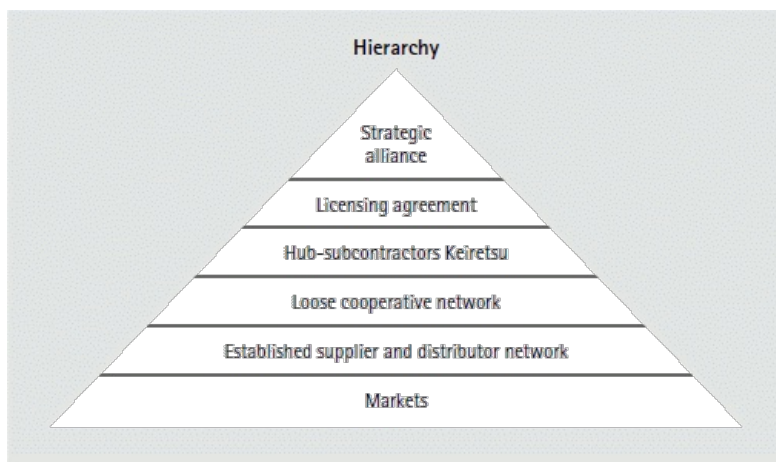 Hierarchy
Strategic
alliance
Licensing agreement
Hub-subcontractors Keiretsu
Loose cooperative network
Established supplier and distributor network
Markets